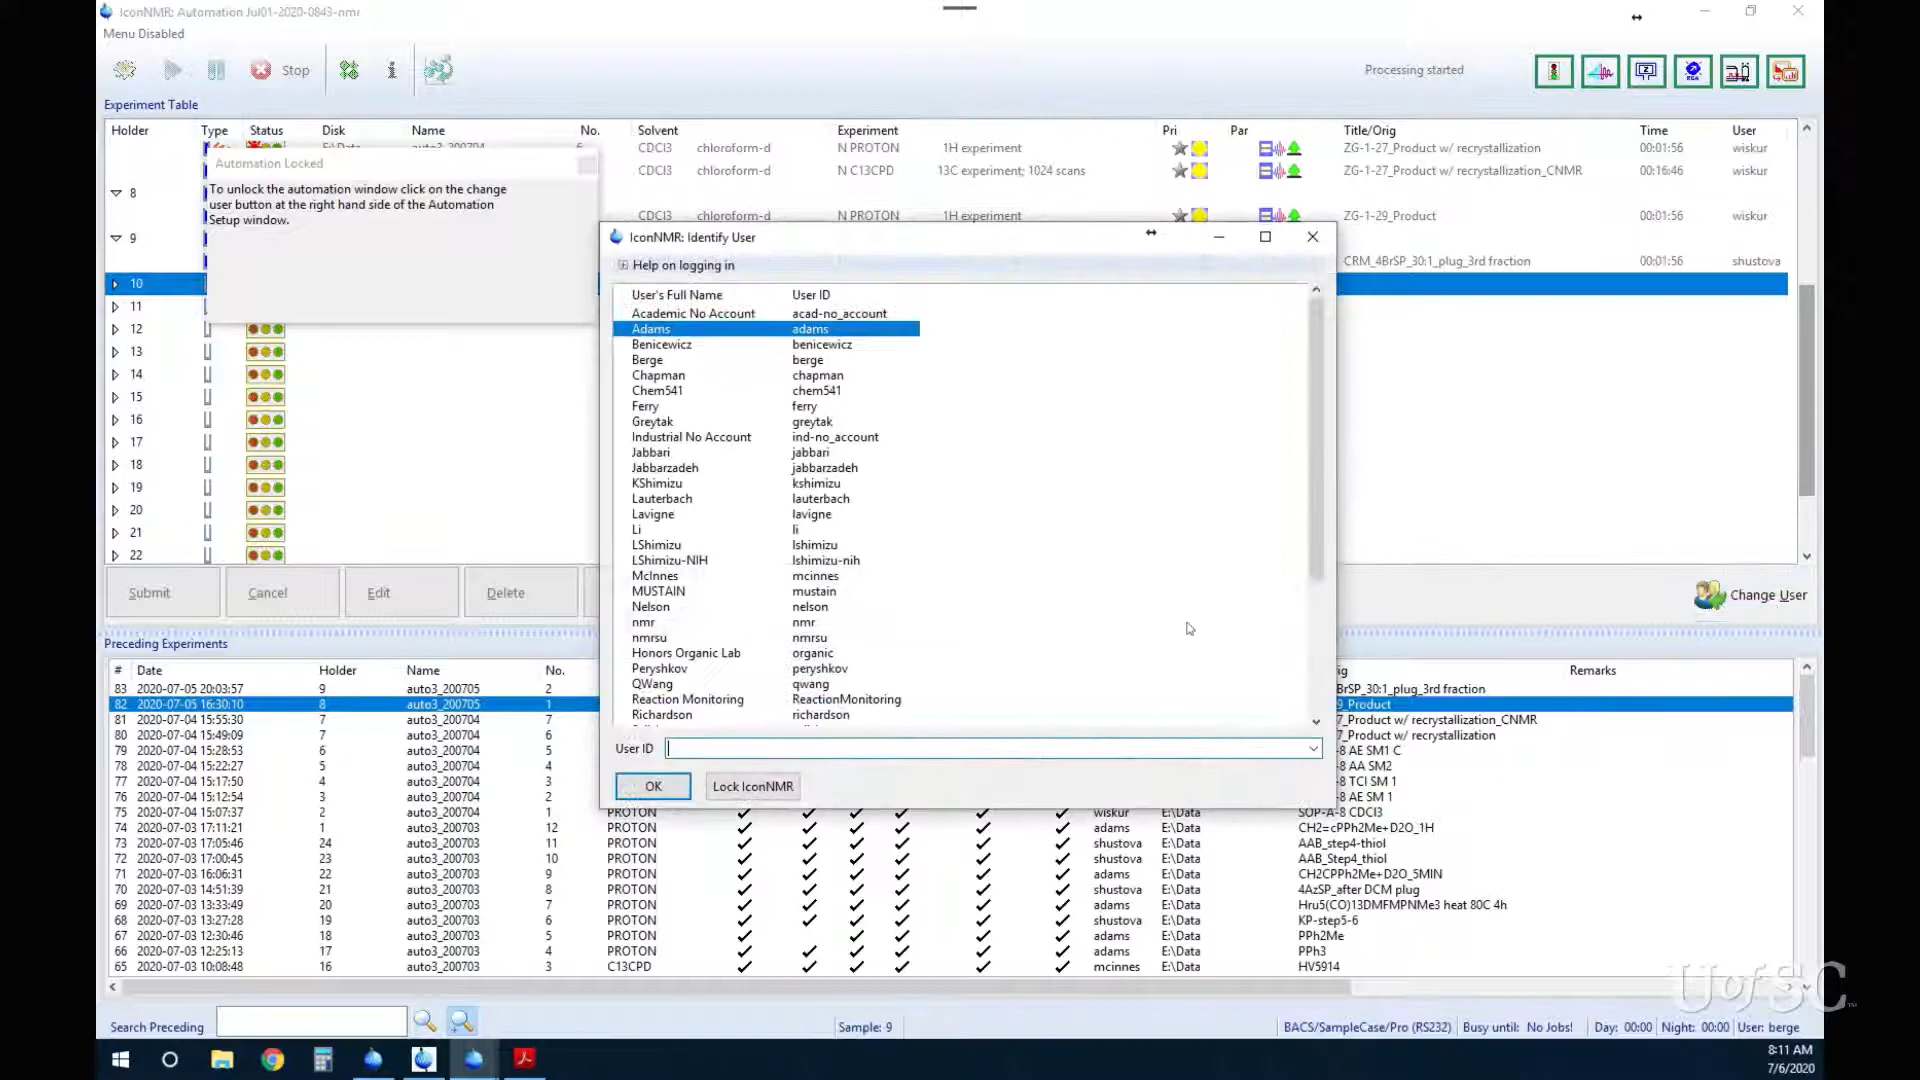 IconNMR: Automation Jul01-2020-0843-nmr
Menu Disabled
Stop
Processing started
Experiment Table
Holder Type Status Disk Name No. Solvent Experiment Pri Par Title/Orig Time User
CDCl3 chloroform-d N PROTON 1H experiment ZG-1-27_Product w/ recrystallization 00:01:56 wiskur
CDCl3 chloroform-d N C13CPD 13C experiment; 1024 scans ZG-1-27_Product w/ recrystallization_CNMR 00:16:46 wiskur
8
CDCl3 chloroform-d N PROTON 1H experiment ZG-1-29_Product 00:01:56 wiskur
9
CRM_4BrSP_30:1_plug_3rd fraction 00:01:56 shustova
10
11
12
13
14
15
16
17
18
19
20
21
22
Automation Locked
To unlock the automation window click on the change
user button at the right hand side of the Automation
Setup window.
IconNMR: Identify User
Help on logging in
User's Full Name User ID
Academic No Account acad-no_account
Adams adams
Benicewicz benicewicz
Berge berge
Chapman chapman
Chem541 chem541
Ferry ferry
Greytak greytak
Industrial No Account ind-no_account
Jabbari jabbari
Jabbarzadeh jabbarzadeh
KShimizu kshimizu
Lauterbach lauterbach
Lavigne lavigne
Li li
LShimizu lshimizu
LShimizu-NIH lshimizu-nih
McInnes mcinnes
MUSTAIN mustain
Nelson nelson
nmr nmr
nmrsu nmrsu
Honors Organic Lab organic
Peryshkov peryshkov
QWang qwang
Reaction Monitoring ReactionMonitoring
Richardson richardson
User ID
OK Lock IconNMR
Submit Cancel Edit Delete Change User
Preceding Experiments
# Date Holder Name No. ig Remarks
83 2020-07-05 20:03:57 9 auto3_200705 2 BrSP_30:1_plug_3rd fraction
82 2020-07-05 16:30:10 8 auto3_200705 1 9_Product
81 2020-07-04 15:55:30 7 auto3_200704 7 7_Product w/ recrystallization_CNMR
80 2020-07-04 15:49:09 7 auto3_200704 6 7_Product w/ recrystallization
79 2020-07-04 15:28:53 6 auto3_200704 5 -8 AE SM1 C
78 2020-07-04 15:22:27 5 auto3_200704 4 -8 AA SM2
77 2020-07-04 15:17:50 4 auto3_200704 3 -8 TCI SM 1
76 2020-07-04 15:12:54 3 auto3_200704 2 -8 AE SM 1
75 2020-07-04 15:07:37 2 auto3_200704 1 PROTON wiskur E:\Data SOP-A-8 CDCl3
74 2020-07-03 17:11:21 1 auto3_200703 12 PROTON adams E:\Data CH2=cPPh2Me+D2O_1H
73 2020-07-03 17:05:46 24 auto3_200703 11 PROTON shustova E:\Data AAB_step4-thiol
72 2020-07-03 17:00:45 23 auto3_200703 10 PROTON shustova E:\Data AAB_Step4_thiol
71 2020-07-03 16:06:31 22 auto3_200703 9 PROTON adams E:\Data CH2CPPh2Me+D2O_5MIN
70 2020-07-03 14:51:39 21 auto3_200703 8 PROTON shustova E:\Data 4AzSP_after DCM plug
69 2020-07-03 13:33:49 20 auto3_200703 7 PROTON adams E:\Data Hru5(CO)13DMFMPNMe3 heat 80C 4h
68 2020-07-03 13:27:28 19 auto3_200703 6 PROTON shustova E:\Data KP-step5-6
67 2020-07-03 12:30:46 18 auto3_200703 5 PROTON adams E:\Data PPh2Me
66 2020-07-03 12:25:13 17 auto3_200703 4 PROTON adams E:\Data PPh3
65 2020-07-03 10:08:48 16 auto3_200703 3 C13CPD mcinnes E:\Data HV5914
UofSC
Search Preceding
Sample: 9 BACS/SampleCase/Pro (RS232) Busy until: No Jobs! Day: 00:00 Night: 00:00 User: berge
8:11 AM
7/6/2020